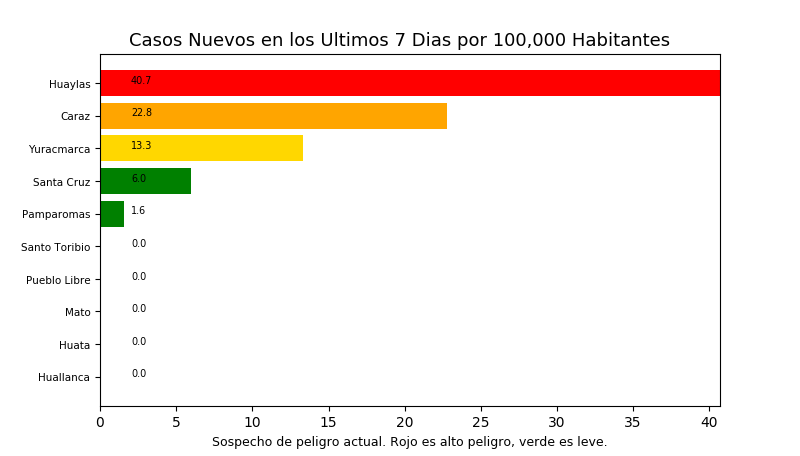 Casos Nuevos en los Ultimos 7 Dias por 100,000 Habitantes
Huaylas 40.7
Caraz 22.8
Yuracmarca 13.3
Santa Cruz 6.0
Pamparomas 1.6
Santo Toribio 0.0
Pueblo Libre 0.0
Mato 0.0
Huata 0.0
Huallanca 0.0
0 5 10 15 20 25 30 35 40
Sospecho de peligro actual. Rojo es alto peligro, verde es leve.